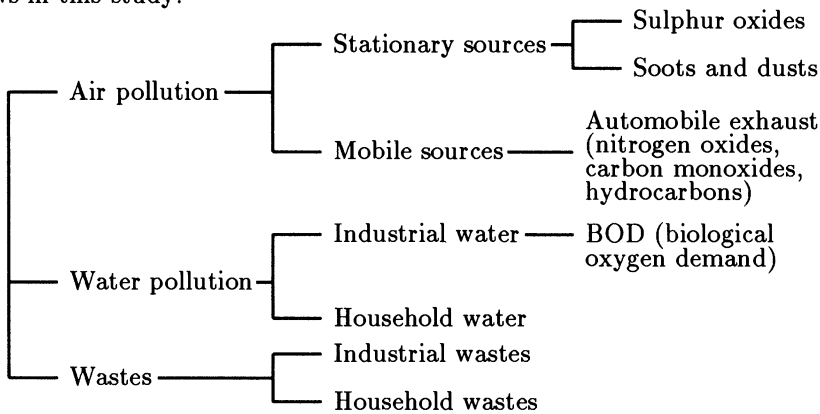 in this study.
Sulphur oxides
Stationary sources
Soots and dusts
Air pollution
Automobile exhaust
(nitrogen oxides,
carbon monoxides,
hydrocarbons)
Mobile sources
Industrial water
BOD (biological
oxygen demand)
Water pollution
Household water
Industrial wastes
Wastes
Household wastes